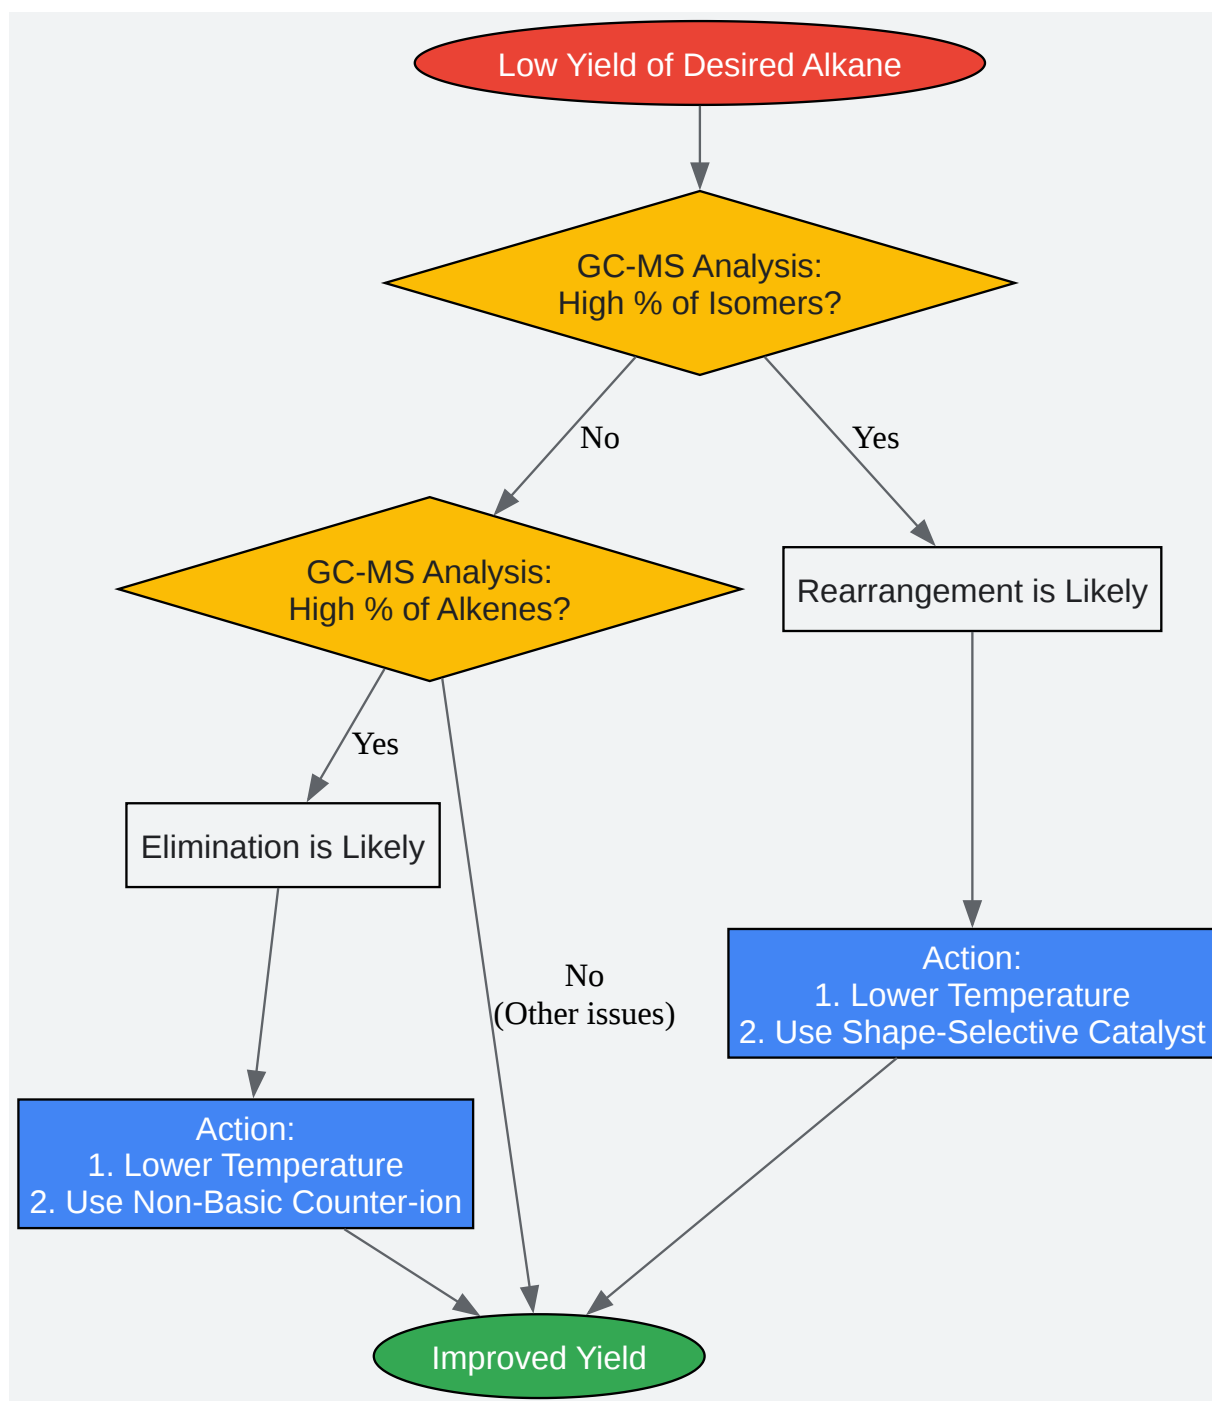 Low Yield of Desired Alkane
GC-MS Analysis:
High % of Isomers?
No
Yes
GC-MS Analysis:
High % of Alkenes?
Rearrangement is Likely
Yes
Elimination is Likely
No
(Other issues)
Action:
1. Lower Temperature
2. Use Shape-Selective Catalyst
Action:
1. Lower Temperature
2. Use Non-Basic Counter-ion
Improved Yield